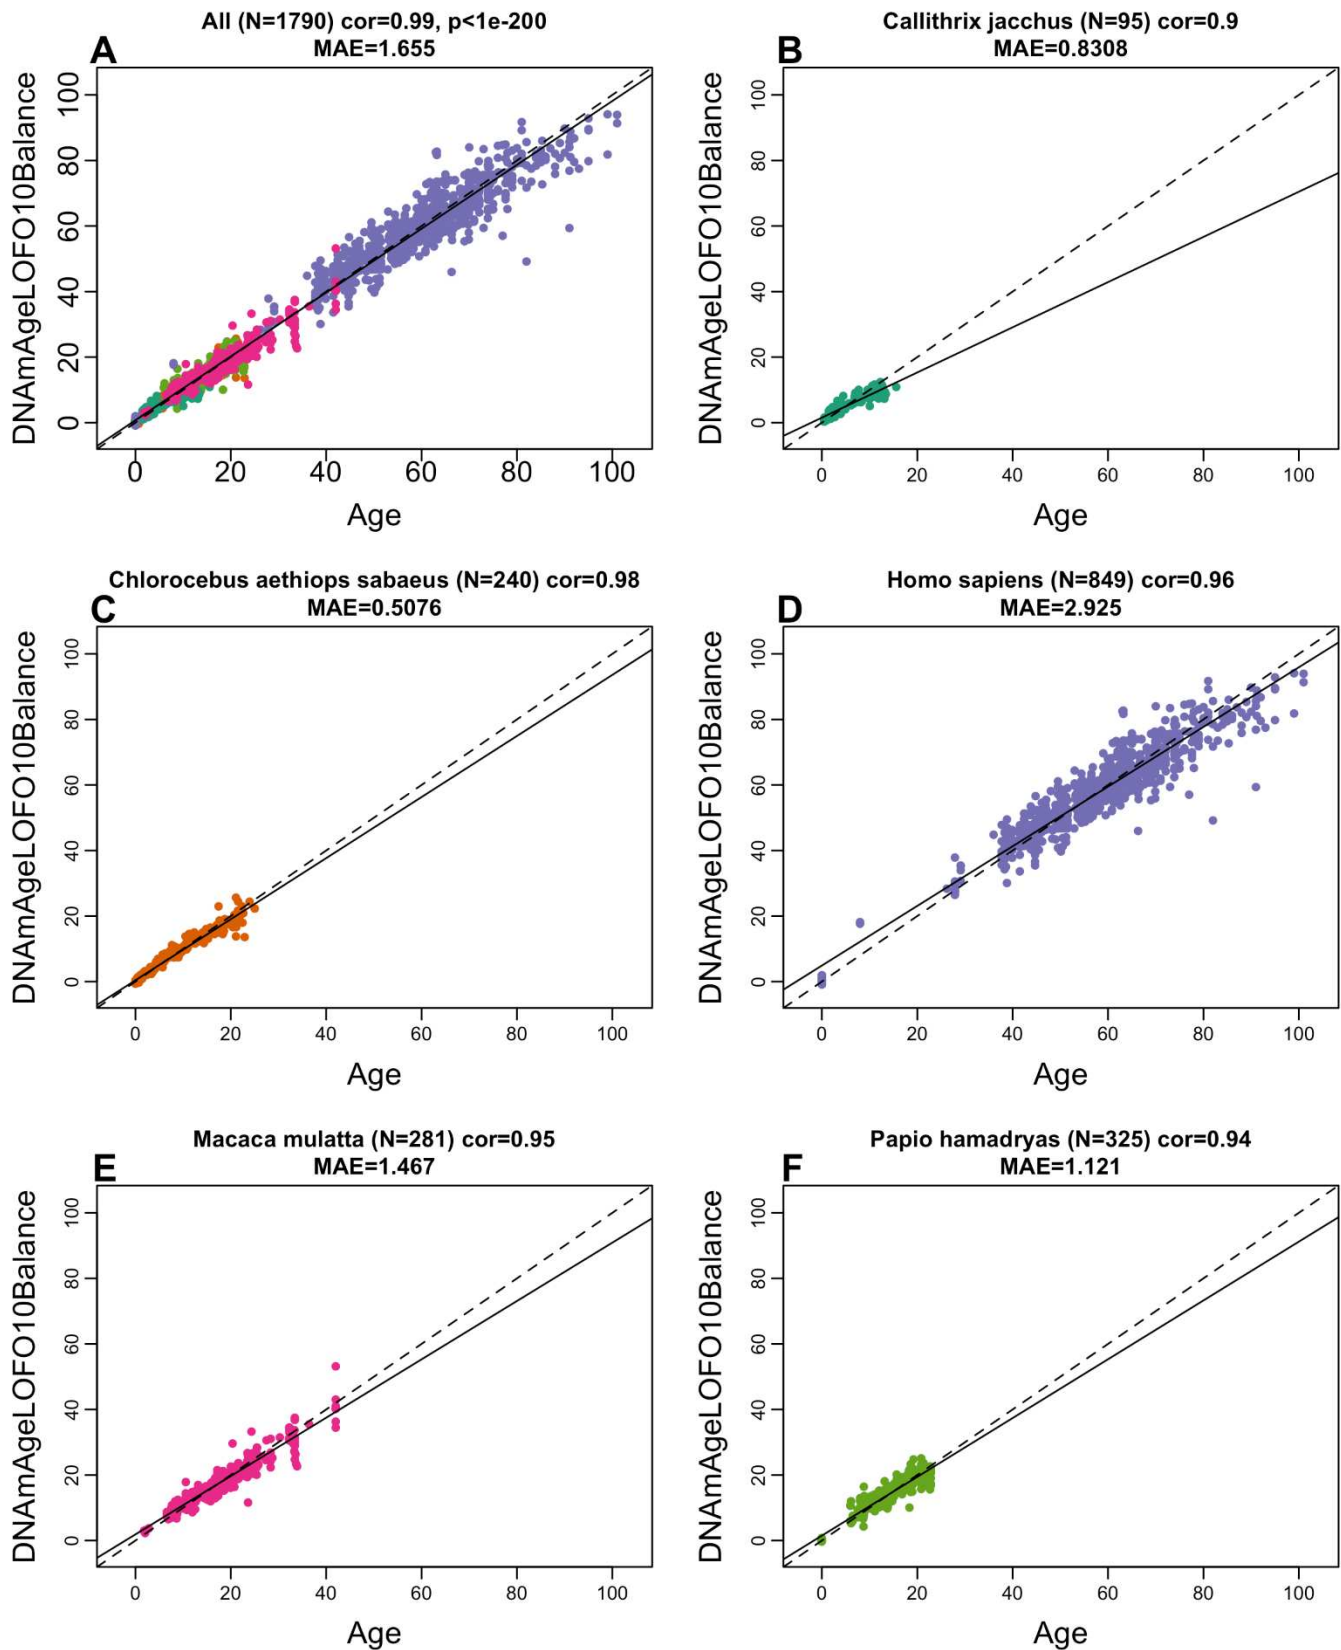 All (N=1790) cor=0.99, p<1e-200
MAE=1.655
A
DNAmAgeLOFO10Balance
100
80
60
40
20
0
0 20 40 60 80 100
Age
Callithrix jacchus (N=95) cor=0.9
MAE=0.8308
B
DNAmAgeLOFO10Balance
100
80
60
40
20
0
0 20 40 60 80 100
Age
Chlorocebus aethiops sabaeus (N=240) cor=0.98
MAE=0.5076
C
DNAmAgeLOFO10Balance
100
80
60
40
20
0
0 20 40 60 80 100
Age
Homo sapiens (N=849) cor=0.96
MAE=2.925
D
DNAmAgeLOFO10Balance
100
80
60
40
20
0
0 20 40 60 80 100
Age
Macaca mulatta (N=281) cor=0.95
MAE=1.467
E
DNAmAgeLOFO10Balance
100
80
60
40
20
0
0 20 40 60 80 100
Age
Papio hamadryas (N=325) cor=0.94
MAE=1.121
F
DNAmAgeLOFO10Balance
100
80
60
40
20
0
0 20 40 60 80 100
Age